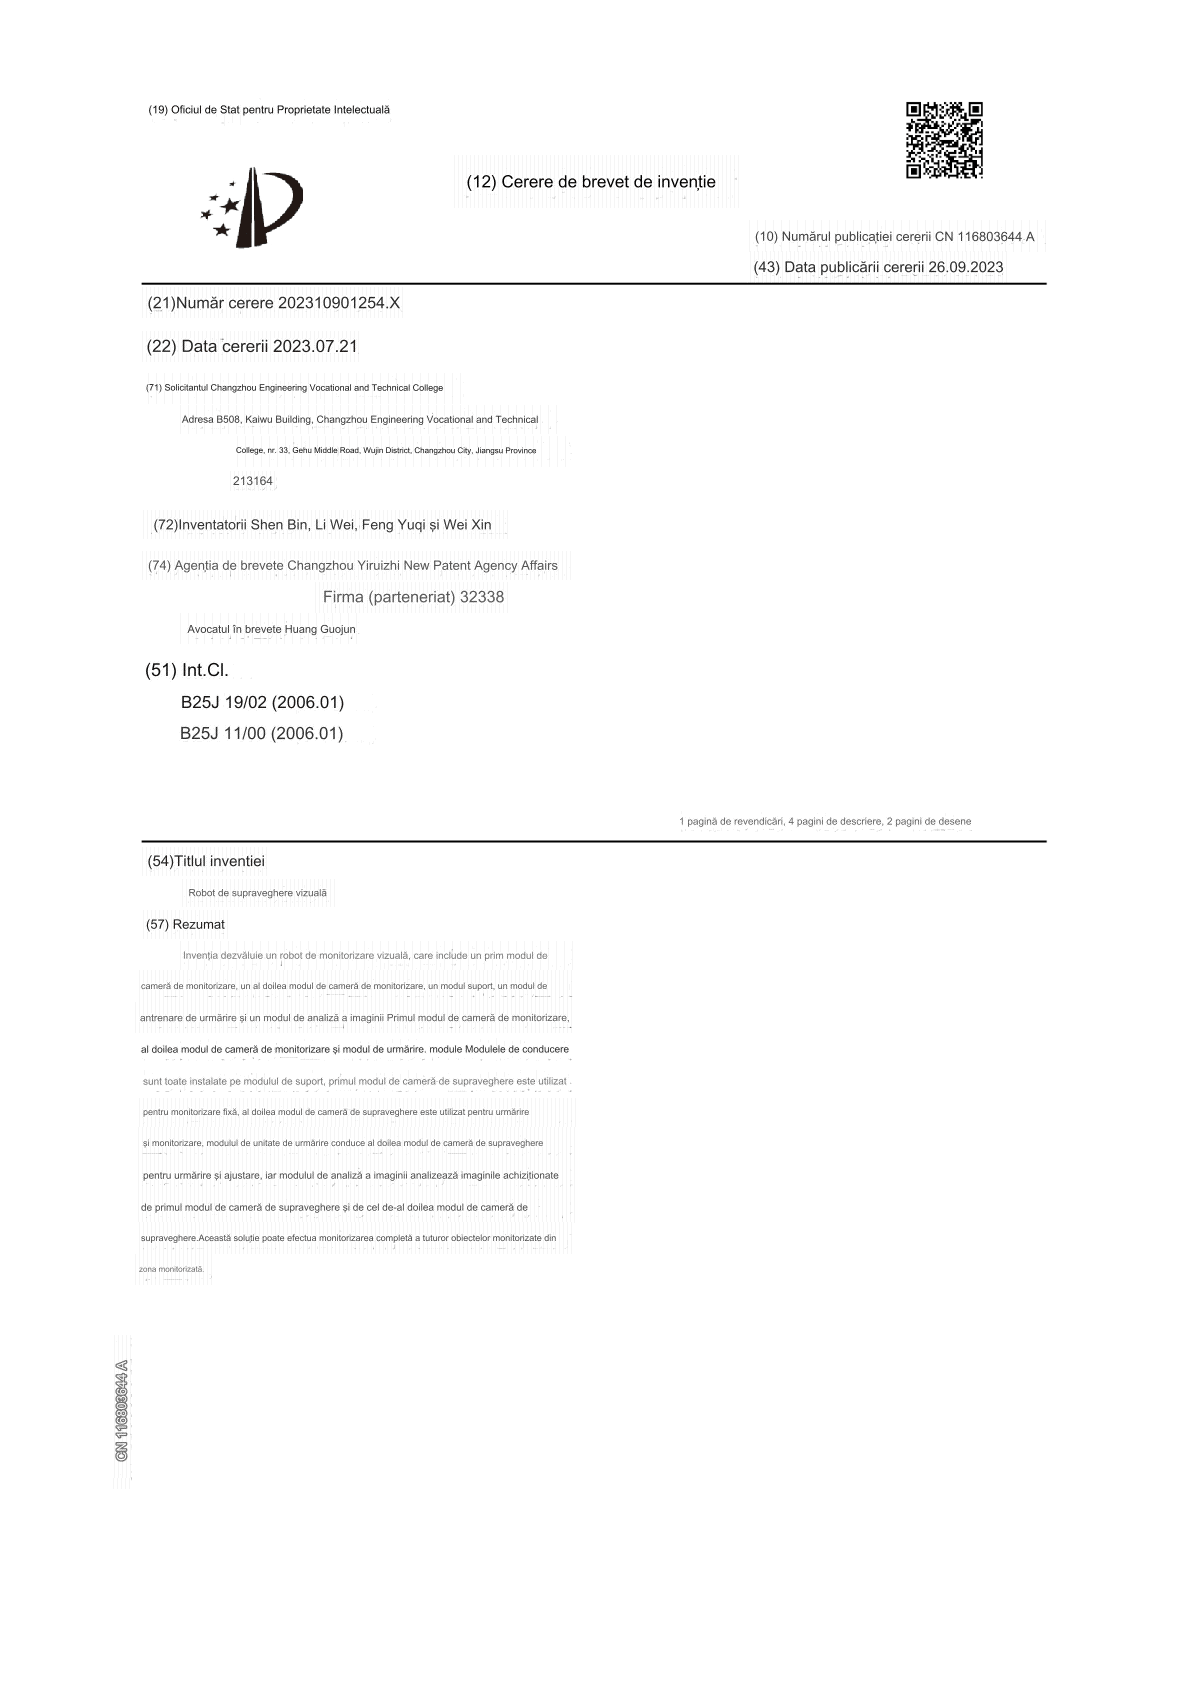 (19) Oficiul de Stat pentru Proprietate Intelectuală
(12) Cerere de brevet de invenție
(10) Numărul publicației cererii CN 116803644 A
(43) Data publicării cererii 26.09.2023
(21)Număr cerere 202310901254.X
(22) Data cererii 2023.07.21
(71) Solicitantul Changzhou Engineering Vocational and Technical College
Adresa B508, Kaiwu Building, Changzhou Engineering Vocational and Technical
College, nr. 33, Gehu Middle Road, Wujin District, Changzhou City, Jiangsu Province
213164
(72)Inventatorii Shen Bin, Li Wei, Feng Yuqi și Wei Xin
(74) Agenția de brevete Changzhou Yiruizhi New Patent Agency Affairs
Firma (parteneriat) 32338
Avocatul în brevete Huang Guojun
(51) Int.Cl.
B25J 19/02 (2006.01)
B25J 11/00 (2006.01)
1 pagină de revendicări, 4 pagini de descriere, 2 pagini de desene
(54)Titlul inventiei
Robot de supraveghere vizuală
(57) Rezumat
Invenția dezvăluie un robot de monitorizare vizuală, care include un prim modul de
cameră de monitorizare, un al doilea modul de cameră de monitorizare, un modul suport, un modul de
antrenare de urmărire și un modul de analiză a imaginii Primul modul de cameră de monitorizare,
al doilea modul de cameră de monitorizare și modul de urmărire. module Modulele de conducere
sunt toate instalate pe modulul de suport, primul modul de cameră de supraveghere este utilizat
pentru monitorizare fixă, al doilea modul de cameră de supraveghere este utilizat pentru urmărire
și monitorizare, modulul de unitate de urmărire conduce al doilea modul de cameră de supraveghere
pentru urmărire și ajustare, iar modulul de analiză a imaginii analizează imaginile achiziționate
de primul modul de cameră de supraveghere și de cel de-al doilea modul de cameră de
supraveghere.Această soluție poate efectua monitorizarea completă a tuturor obiectelor monitorizate din
zona monitorizată.
CN 116803644 A